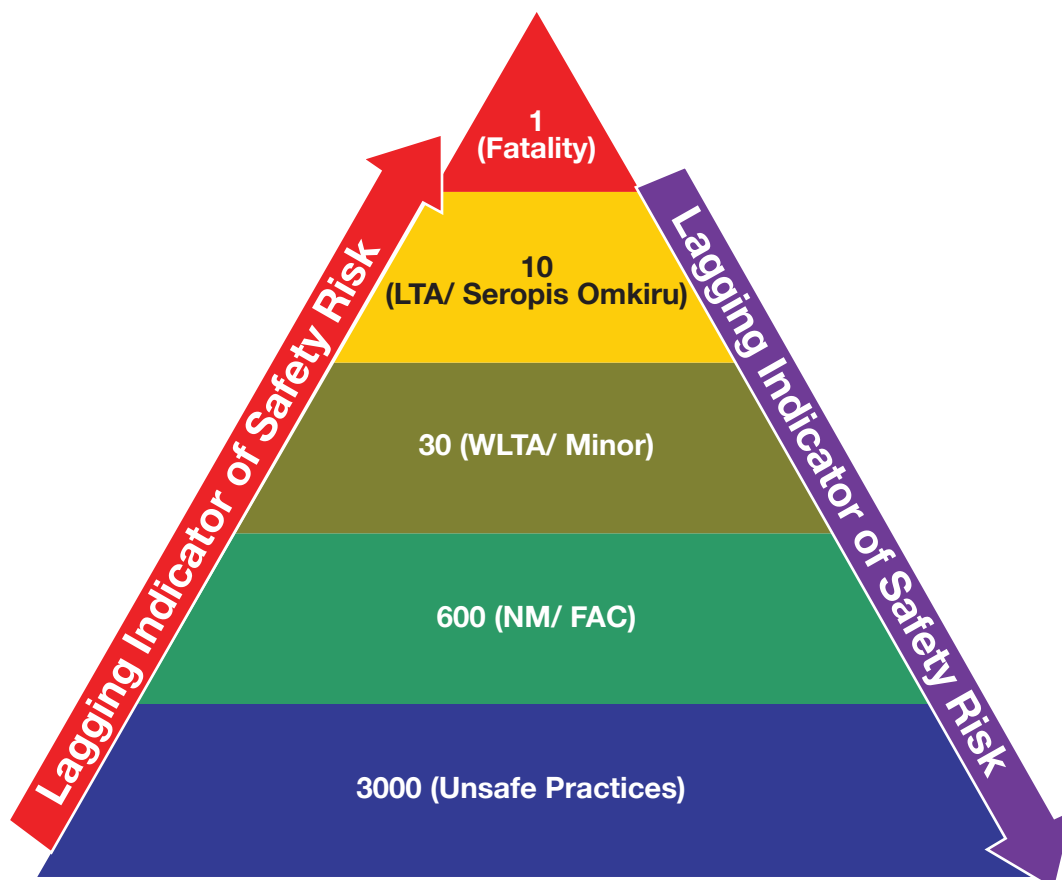 1
(Fatality)
Lagging Indicator of Safety Risk
Lagging Indicator of Safety Risk
10
(LTA/ Seropis Omkiru)
30 (WLTA/ Minor)
600 (NM/ FAC)
3000 (Unsafe Practices)